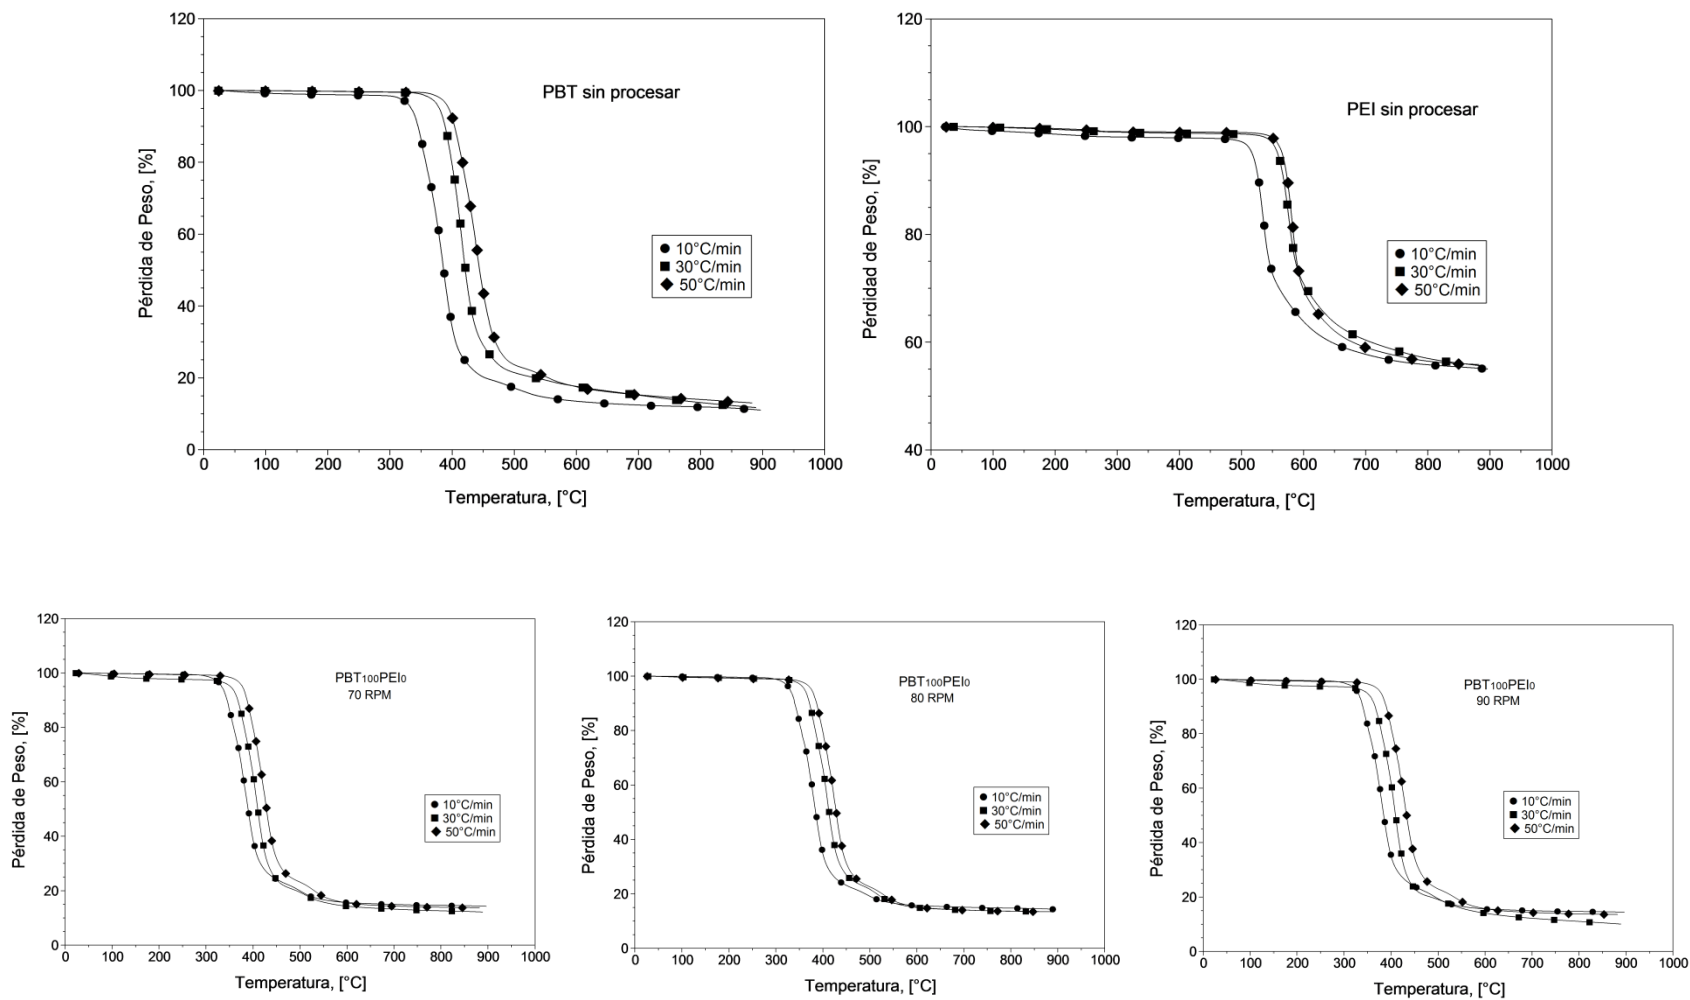 120
100
80
60
40
20
0
Pérdida de Peso, [%]
PBT sin procesar
10°C/min
30°C/min
50°C/min
0 100 200 300 400 500 600 700 800 900 1000
Temperatura, [°C]
120
100
80
60
40
Pérdidad de Peso, [%]
PEI sin procesar
10°C/min
30°C/min
50°C/min
0 100 200 300 400 500 600 700 800 900 1000
Temperatura, [°C]
120
100
80
60
40
20
0
Pérdida de Peso, [%]
PBT100PEI0
70 RPM
10°C/min
30°C/min
50°C/min
0 100 200 300 400 500 600 700 800 900 1000
Temperatura, [°C]
120
100
80
60
40
20
0
Pérdida de Peso, [%]
PBT100PEI0
80 RPM
10°C/min
30°C/min
50°C/min
0 100 200 300 400 500 600 700 800 900 1000
Temperatura, [°C]
120
100
80
60
40
20
0
Pérdida de Peso, [%]
PBT100PEI0
90 RPM
10°C/min
30°C/min
50°C/min
0 100 200 300 400 500 600 700 800 900 1000
Temperatura, [°C]